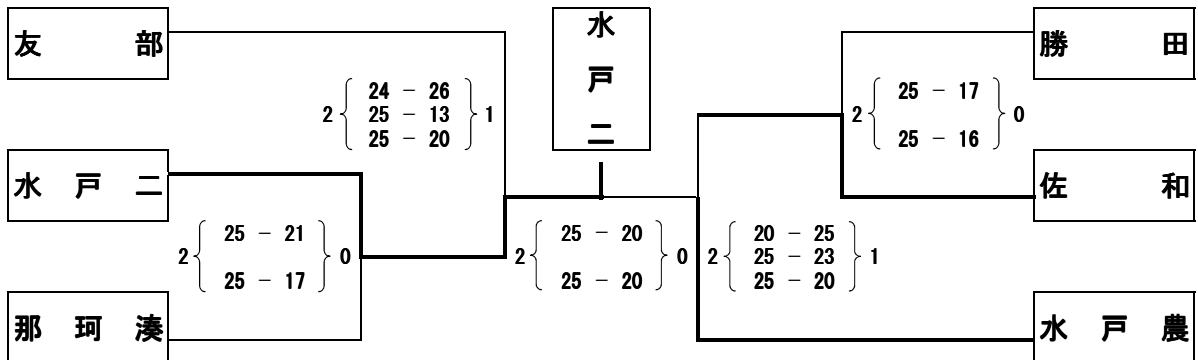 友部
水戸二
那珂湊
2 { 24 － 26 } 1
25 － 13
25 － 20
2 { 25 － 21 } 0
25 － 17
水戸二
2 { 25 － 20 } 0
25 － 20
2 { 25 － 17 } 0
25 － 16
2 { 20 － 25 } 1
25 － 23
25 － 20
勝田
佐和
水戸農